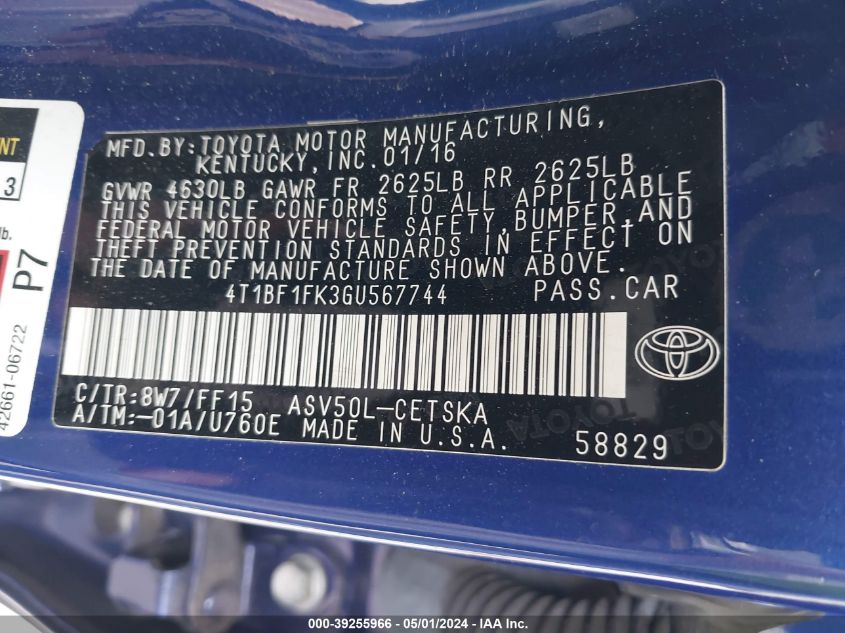 MFD.BY:TOYOTA MOTOR MANUFACTURING,
KENTUCKY,INC.01/16
GVWR 4630LB GAWR FR 2625LB RR 2625LB
THIS VEHICLE CONFORMS TO ALL APPLICABLE
FEDERAL MOTOR VEHICLE SAFETY,BUMPER,AND
THEFT PREVENTION STANDARDS IN EFFECT ON
THE DATE OF MANUFACTURE SHOWN ABOVE.
4T1BF1FK3GU567744 PASS.CAR
C/TR:8W7/FF15 ASV50L-CETSKA
A/TM:-01A/U760E MADE IN U.S.A. 58829
3
lb.
P7
42661-06722
000-39255966 - 05/01/2024 - © IAA Inc.